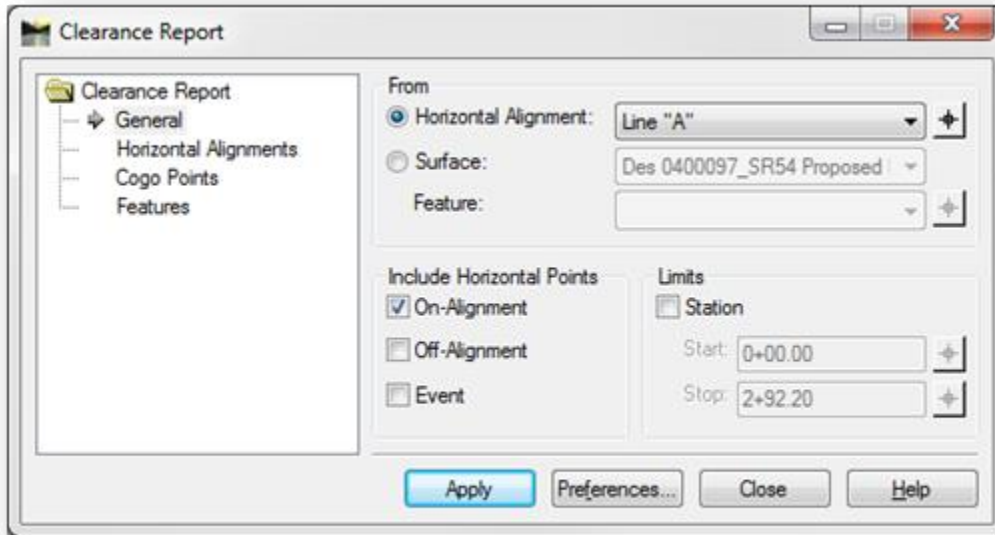 Clearance Report
Clearance Report
General
Horizontal Alignments
Cogo Points
Features
From
Horizontal Alignment: Line "A"
Surface: Des 0400097_SR54 Proposed
Feature:
Include Horizontal Points
On-Alignment
Off-Alignment
Event
Limits
Station
Start: 0+00.00
Stop: 2+92.20
Apply Preferences... Close Help